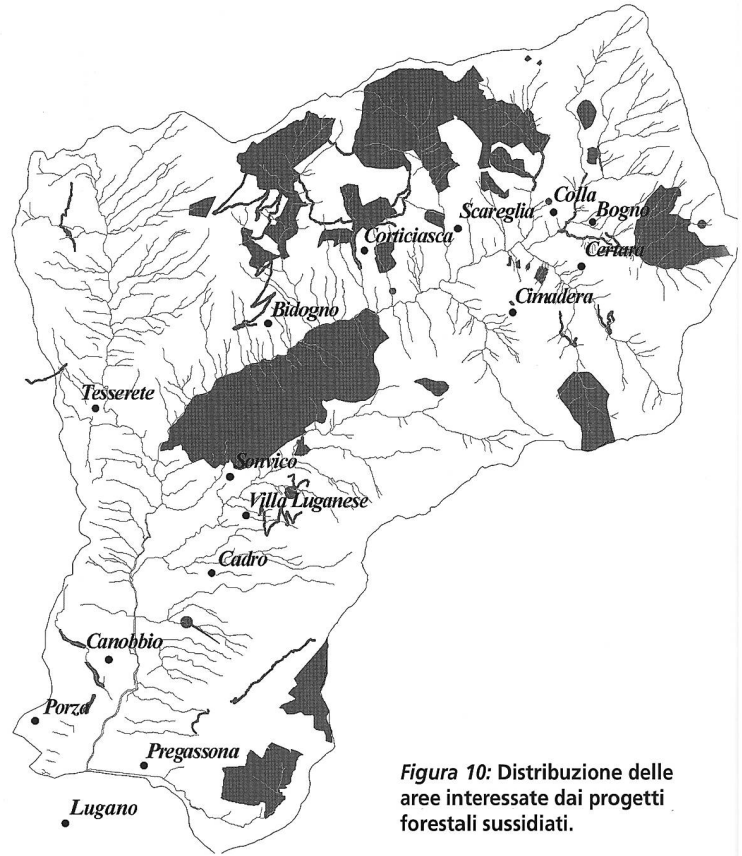 Colla
Scareglia
Bogno
Corticiasca
Certara
Cimadera
Bidogno
Tesserete
Sonvico
Villa Luganese
Cadro
Canobbio
Porza
Pregassona
Lugano
Figura 10: Distribuzione delle
aree interessate dai progetti
forestali sussidiati.